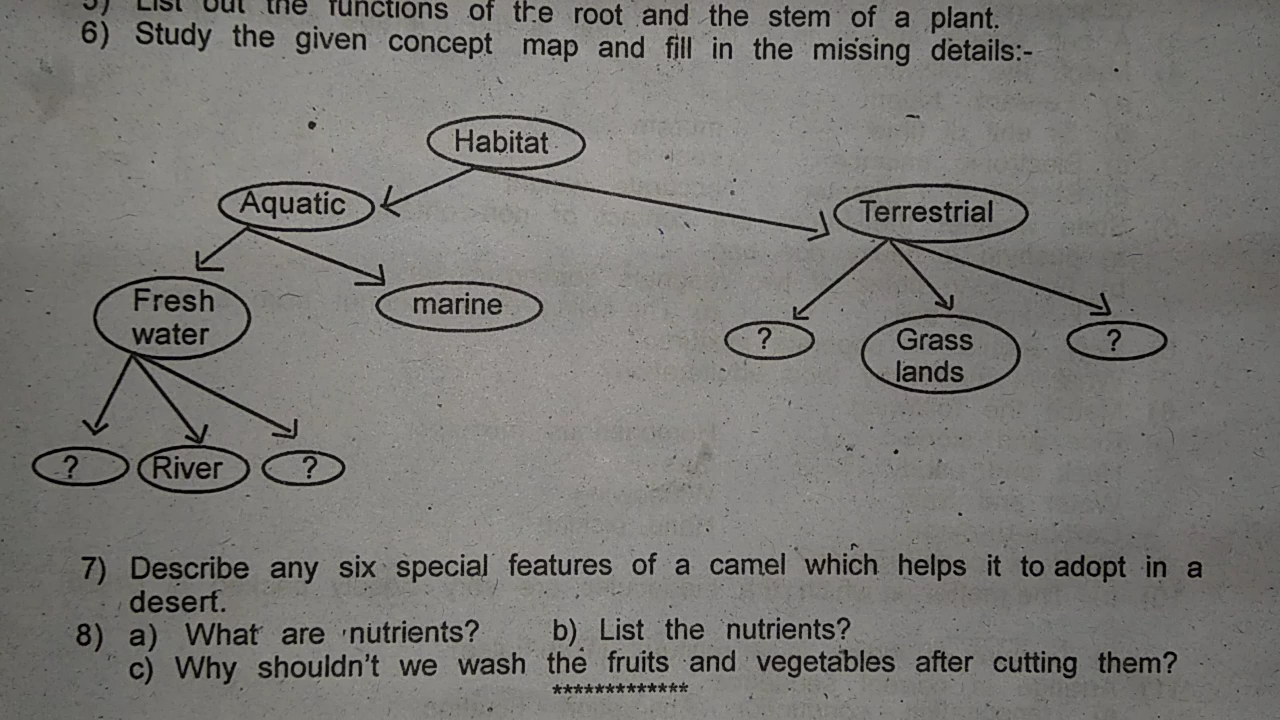 5) List out the functions of the root and the stem of a plant.
6) Study the given concept map and fill in the missing details:-
Habitat
Aquatic
Terrestrial
Fresh
water
marine
?
Grass
lands
?
?
River
?
7) Describe any six special features of a camel which helps it to adopt in a
desert.
8) a) What are nutrients? b) List the nutrients?
c) Why shouldn't we wash the fruits and vegetables after cutting them?
*************